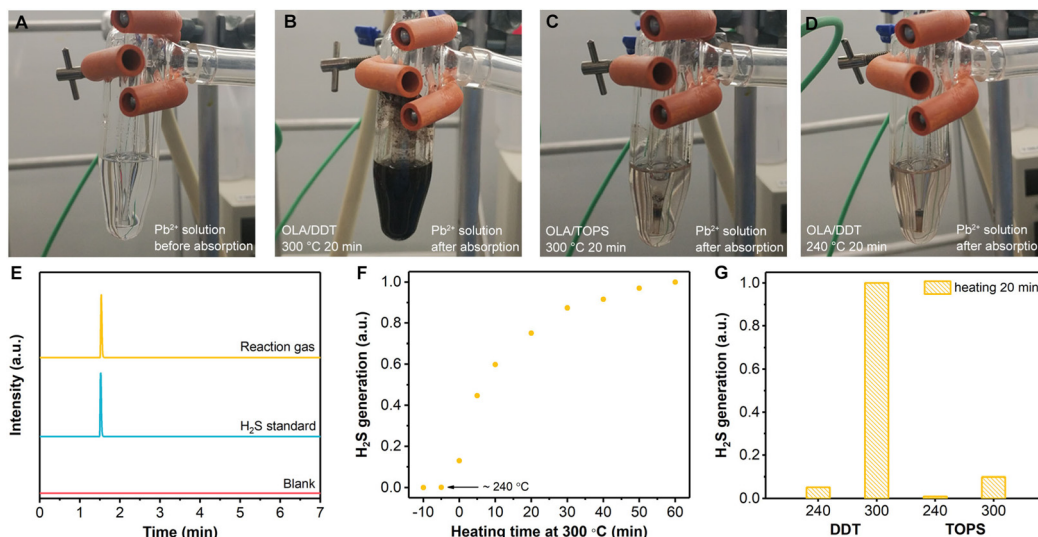 A
Pb²⁺ solution
before absorption
B
OLA/DDT
300 °C 20 min
Pb²⁺ solution
after absorption
C
OLA/TOPS
300 °C 20 min
Pb²⁺ solution
after absorption
D
OLA/DDT
240 °C 20 min
Pb²⁺ solution
after absorption
E
Intensity (a.u.)
Reaction gas
H₂S standard
Blank
0 1 2 3 4 5 6 7
Time (min)
F
H₂S generation (a.u.)
1.0
0.8
0.6
0.4
0.2
0.0
~ 240 °C
-10 0 10 20 30 40 50 60
Heating time at 300 °C (min)
G
H₂S generation (a.u.)
1.0
0.8
0.6
0.4
0.2
0.0
heating 20 min
240 300 240 300
DDT TOPS